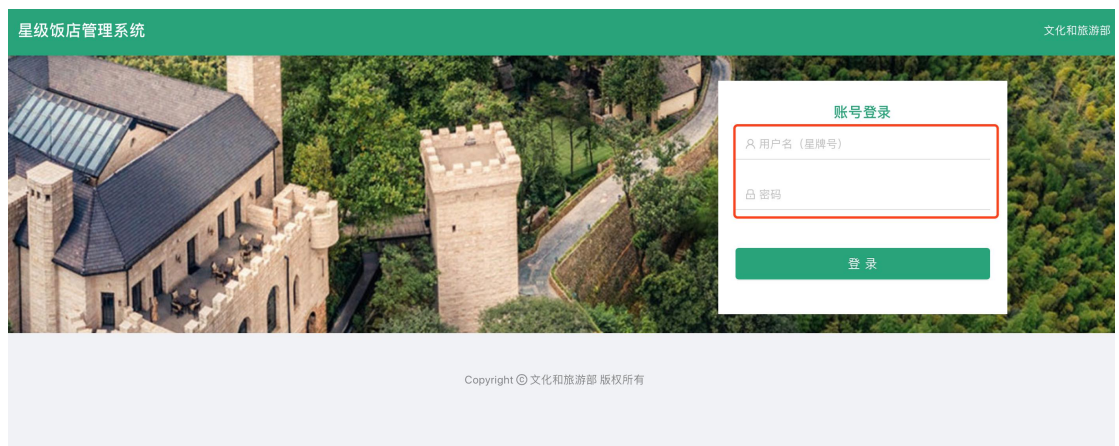 星级饭店管理系统
文化和旅游部
账号登录
用户名（星牌号）
密码
登 录
Copyright ⓒ 文化和旅游部 版权所有